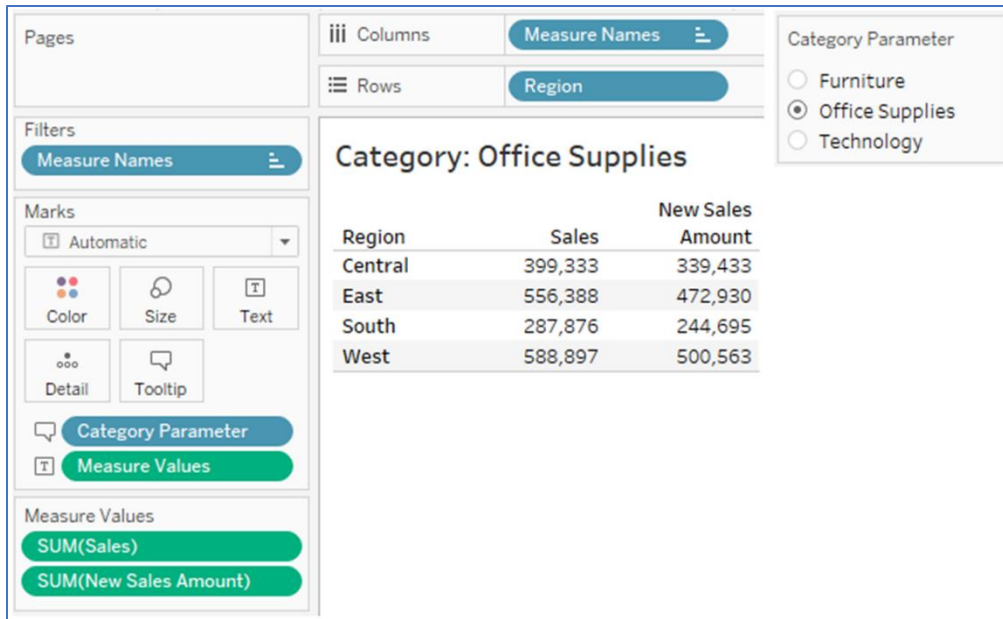 Pages
Columns
Measure Names
Rows
Region
Category Parameter
Furniture
Office Supplies
Technology
Filters
Measure Names
Marks
T Automatic
Color
Size
T
Text
Detail
Tooltip
Category Parameter
T Measure Values
Measure Values
SUM(Sales)
SUM(New Sales Amount)
Category: Office Supplies
New Sales
Region Sales Amount
Central 399,333 339,433
East 556,388 472,930
South 287,876 244,695
West 588,897 500,563